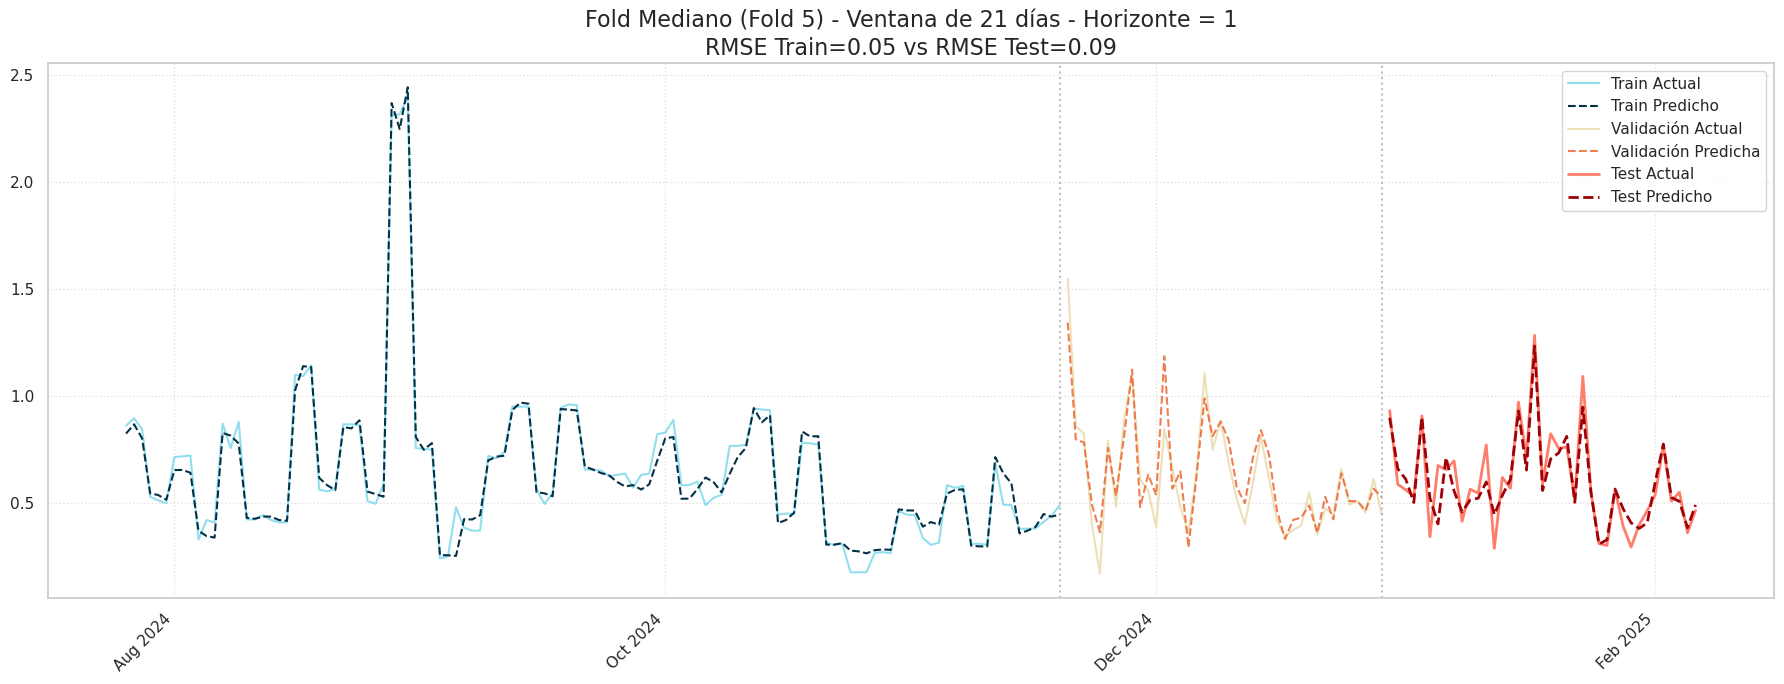 Fold Mediano (Fold 5) - Ventana de 21 días - Horizonte = 1
RMSE Train=0.05 vs RMSE Test=0.09
2.5
2.0
1.5
1.0
0.5
Train Actual
Train Predicho
Validación Actual
Validación Predicha
Test Actual
Test Predicho
Aug 2024
Oct 2024
Dec 2024
Feb 2025